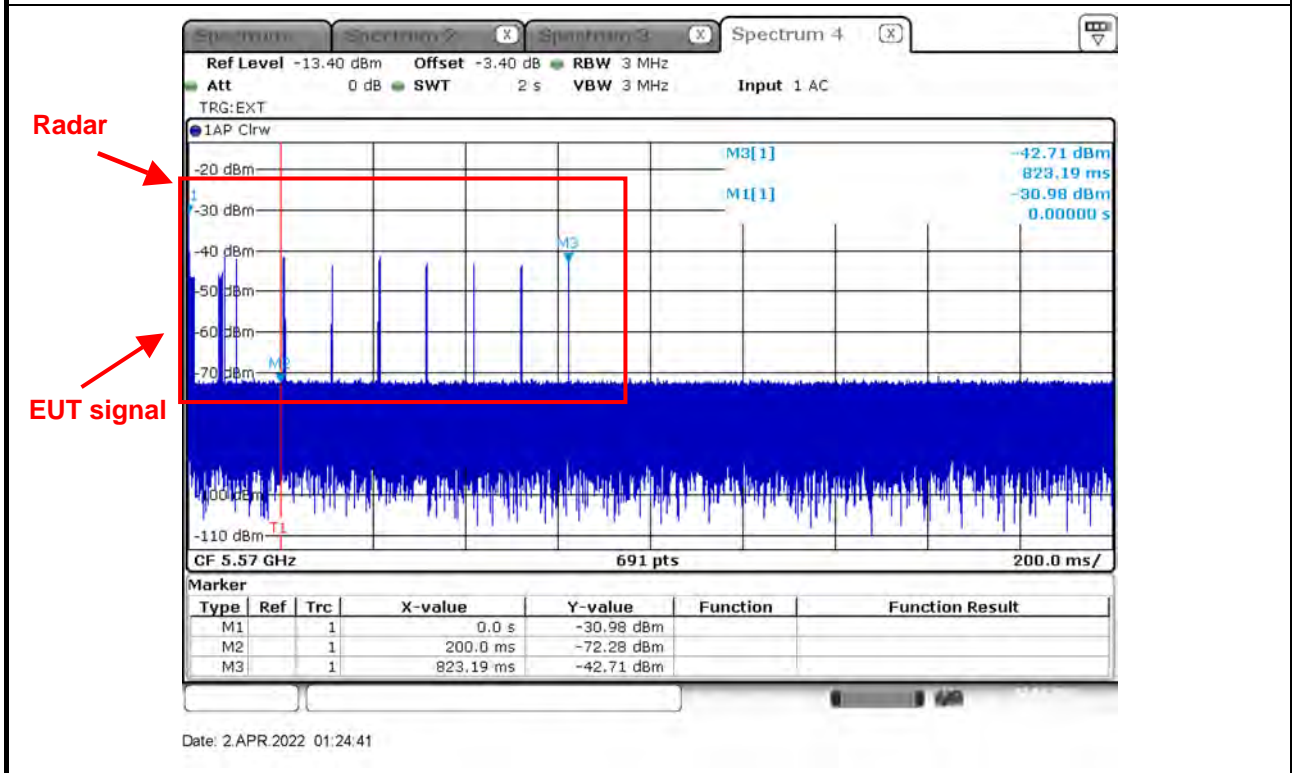 Spectrum Spectrum 2 X Spectrum 3 X Spectrum 4 X
Ref Level -13.40 dBm Offset -3.40 dB RBW 3 MHz
Att 0 dB SWT 2 s VBW 3 MHz Input 1 AC
TRG:EXT
Radar
1AP Clrw
M3[1] -42.71 dBm
-20 dBm 823.19 ms
1 M1[1] -30.98 dBm
-30 dBm 0.00000 s
-40 dBm M3
-50 dBm
-60 dBm
M2
-70 dBm
EUT signal
-100 dBm
T1
-110 dBm
CF 5.57 GHz 691 pts 200.0 ms/
Marker
Type Ref Trc X-value Y-value Function Function Result
M1 1 0.0 s -30.98 dBm
M2 1 200.0 ms -72.28 dBm
M3 1 823.19 ms -42.71 dBm
Date: 2.APR.2022 01:24:41